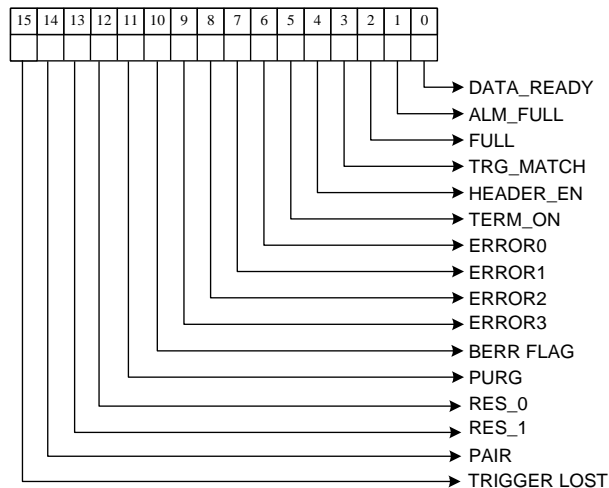 15 14 13 12 11 10 9 8 7 6 5 4 3 2 1 0
DATA_READY
ALM_FULL
FULL
TRG_MATCH
HEADER_EN
TERM_ON
ERROR0
ERROR1
ERROR2
ERROR3
BERR FLAG
PURG
RES_0
RES_1
PAIR
TRIGGER LOST